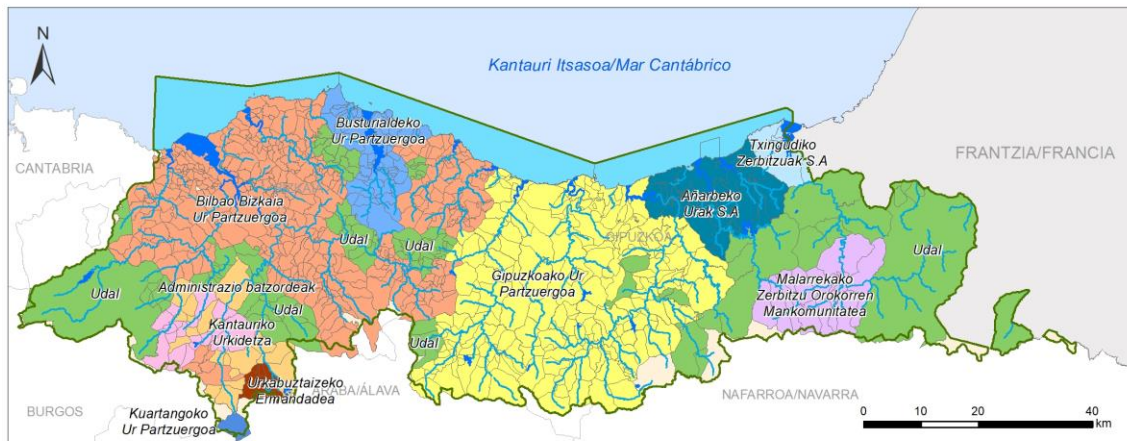 N
Kantauri Itsasoa/Mar Cantábrico
Busturialdeko
Ur Partzuergoa
Txingudiko
Zerbitzuak S.A
CANTABRIA
FRANTZIA/FRANCIA
Bilbao Bizkaia
Ur Partzuergoa
Añarbeko
Urak S.A
GIPUZKOA
Udal
Udal
Udal
Gipuzkoako Ur
Partzuergoa
Malarrekako
Zerbitzu Orokorren
Mankomunitatea
Udal
Administrazio batzordeak
Udal
Kantauriko
Urkidetza
Udal
Urkabuztaizeko
Ermandadea
ARABA/ÁLAVA
NAFARROA/NAVARRA
BURGOS
Kuartangoko
Ur Partzuergoa
0 10 20 40
km